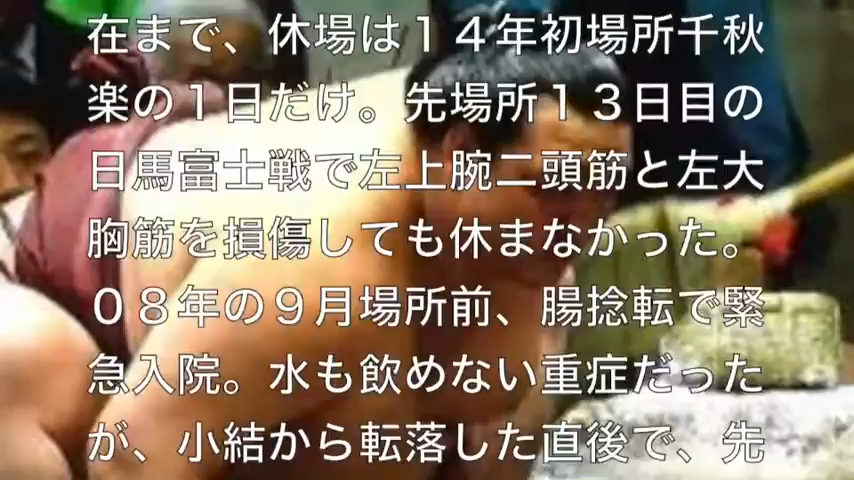 在まで、休場は１４年初場所千秋
楽の１日だけ。先場所１３日目の
日馬富士戦で左上腕二頭筋と左大
胸筋を損傷しても休まなかった。
０８年の９月場所前、腸捻転で緊
急入院。水も飲めない重症だった
が、小結から転落した直後で、先